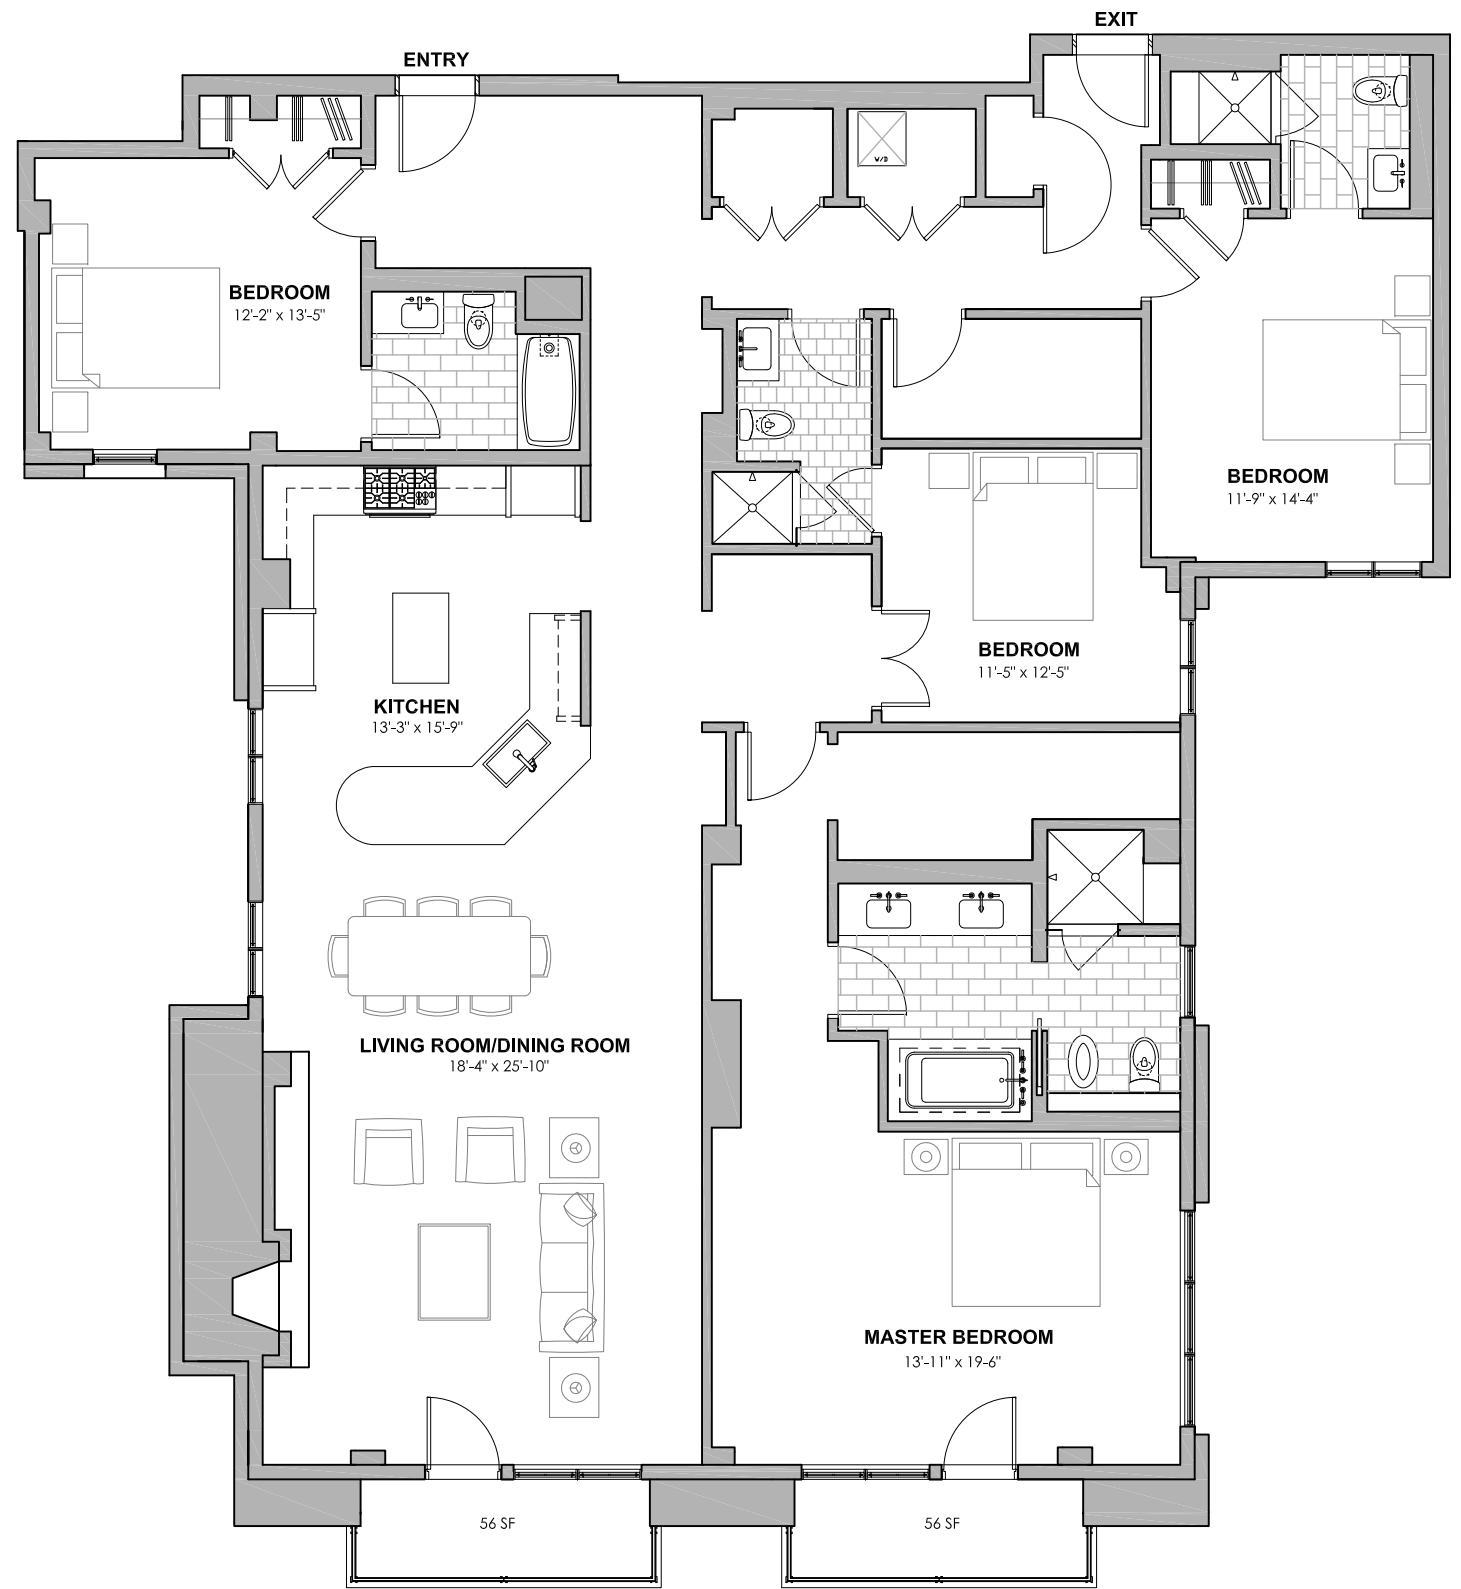 EXIT
ENTRY
W/D
BEDROOM
12'-2" x 13'-5"
BEDROOM
11'-9" x 14'-4"
BEDROOM
11'-5" x 12'-5"
KITCHEN
13'-3" x 15'-9"
LIVING ROOM/DINING ROOM
18'-4" x 25'-10"
MASTER BEDROOM
13'-11" x 19-6"
56 SF
56 SF